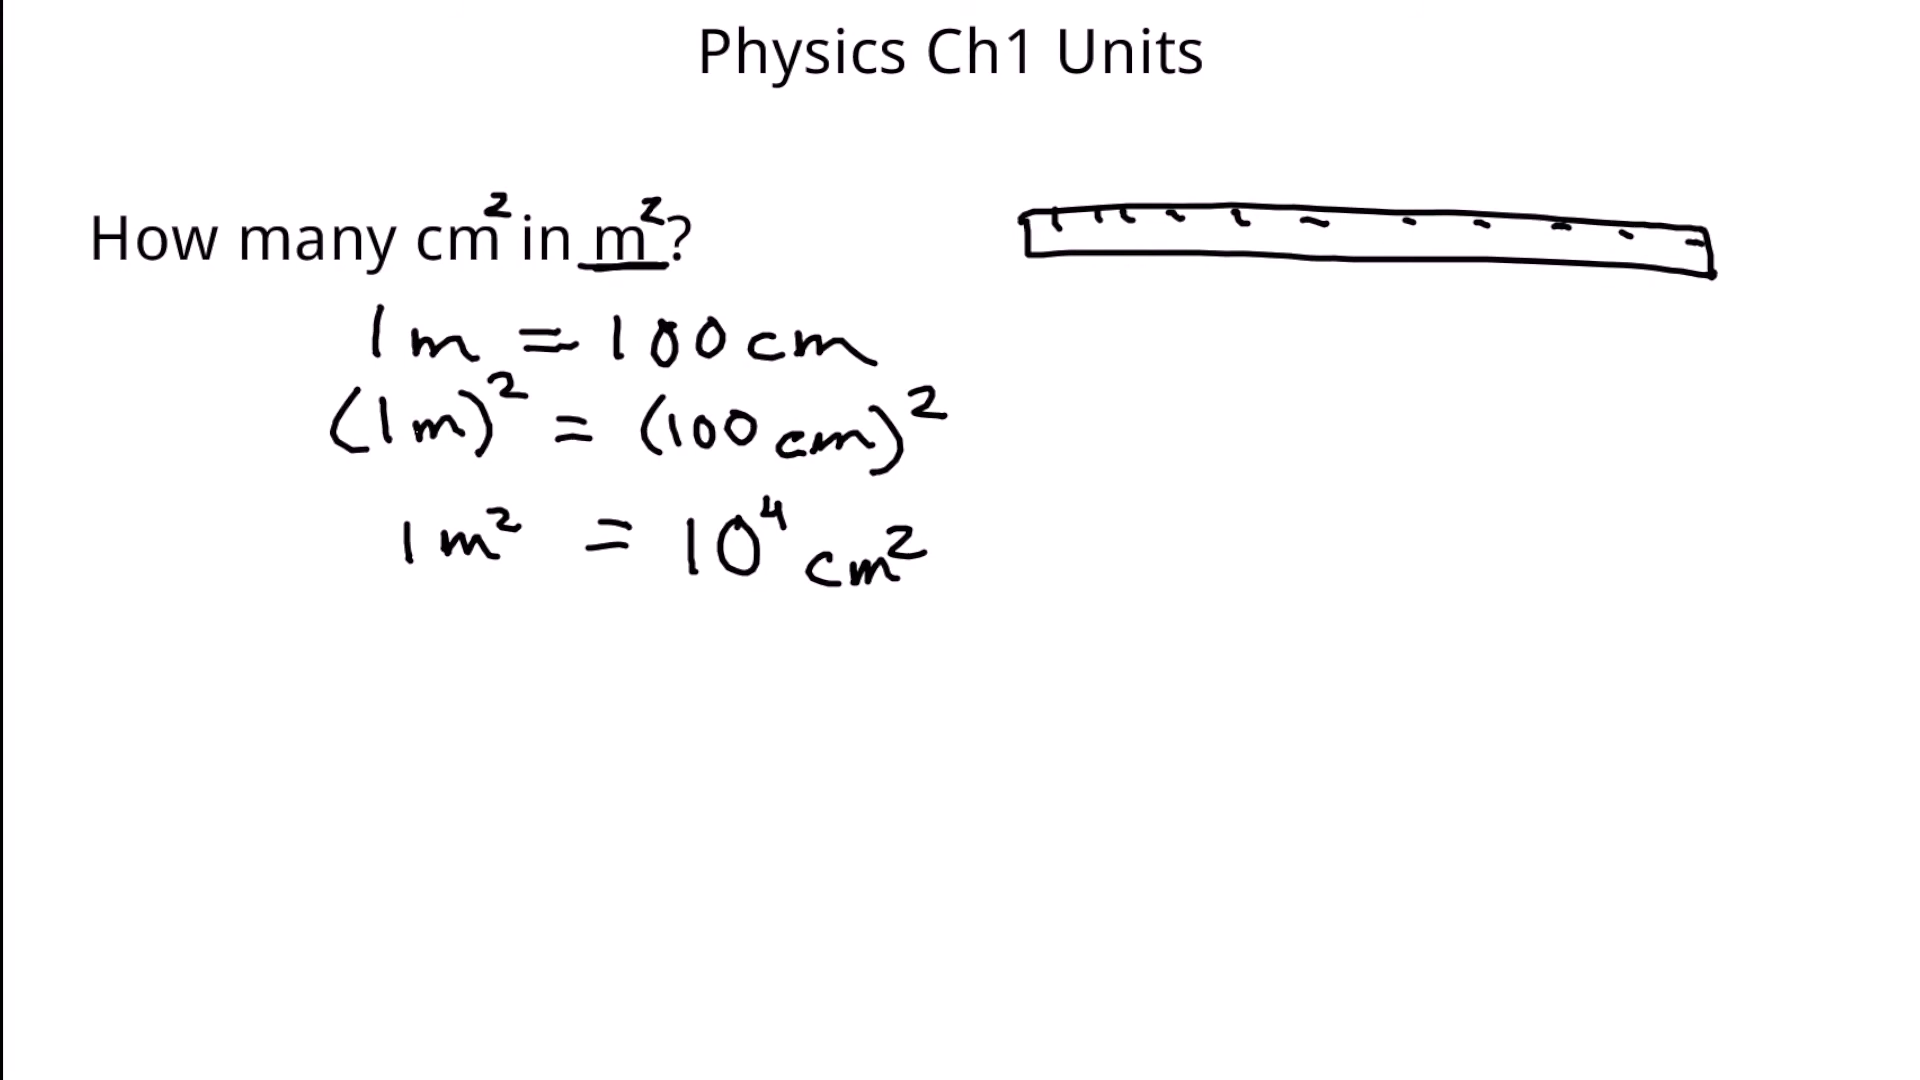 Physics Ch1 Units
How many cm² in m²?
1m = 100cm
(1m)² = (100cm)²
1m² = 10⁴ cm²